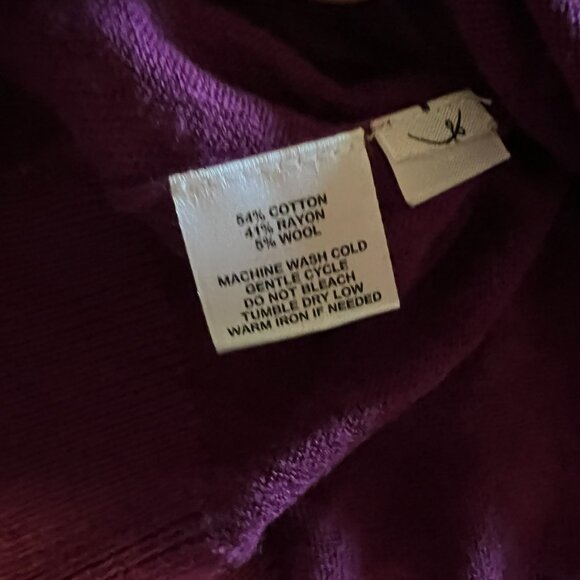 54% COTTON
41% RAYON
5% WOOL
MACHINE WASH COLD
GENTLE CYCLE
DO NOT BLEACH
TUMBLE DRY LOW
WARM IRON IF NEEDED